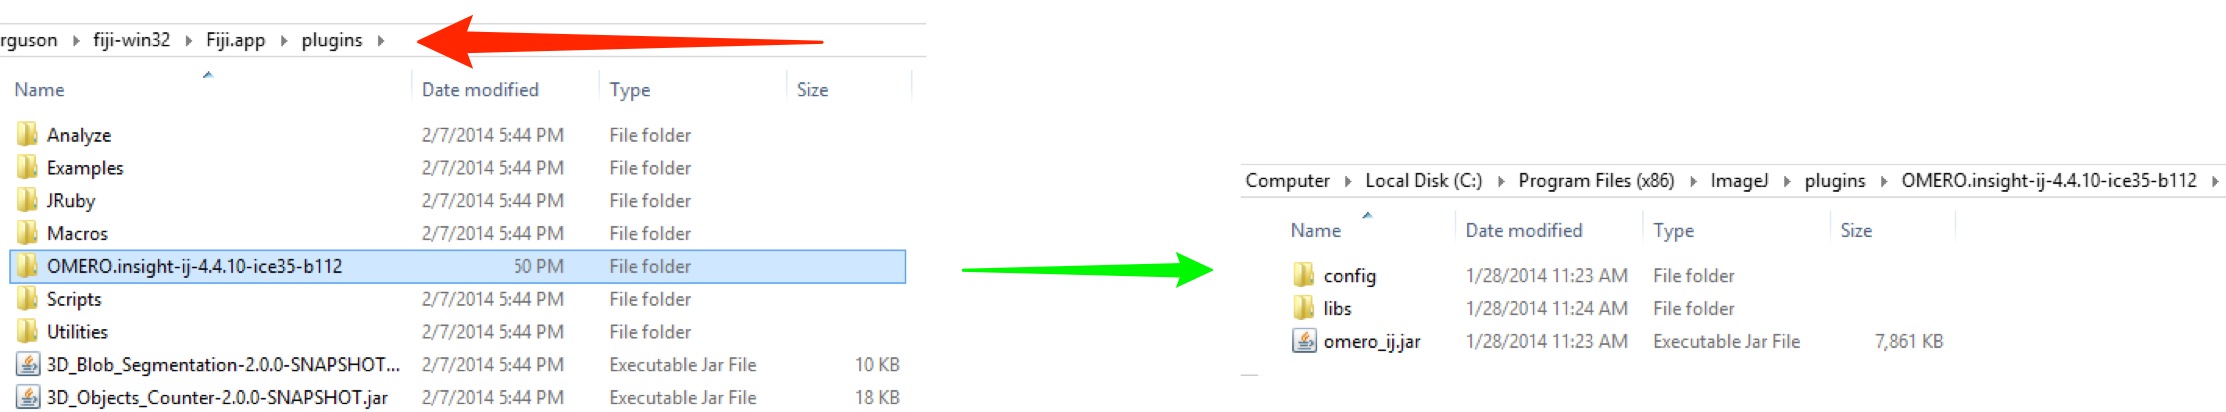 rguson fiji-win32 Fiji.app plugins
Name Date modified Type Size
Analyze 2/7/2014 5:44 PM File folder
Examples 2/7/2014 5:44 PM File folder
JRuby 2/7/2014 5:44 PM File folder
Macros 2/7/2014 5:44 PM File folder
OMERO.insight-ij-4.4.10-ice35-b112 50 PM File folder
Scripts 2/7/2014 5:44 PM File folder
Utilities 2/7/2014 5:44 PM File folder
3D_Blob_Segmentation-2.0.0-SNAPSHOT... 2/7/2014 5:44 PM Executable Jar File 10 KB
3D_Objects_Counter-2.0.0-SNAPSHOT.jar 2/7/2014 5:44 PM Executable Jar File 18 KB
Computer Local Disk (C:) Program Files (x86) ImageJ plugins OMERO.insight-ij-4.4.10-ice35-b112
Name Date modified Type Size
config 1/28/2014 11:23 AM File folder
libs 1/28/2014 11:24 AM File folder
omero_ij.jar 1/28/2014 11:23 AM Executable Jar File 7,861 KB